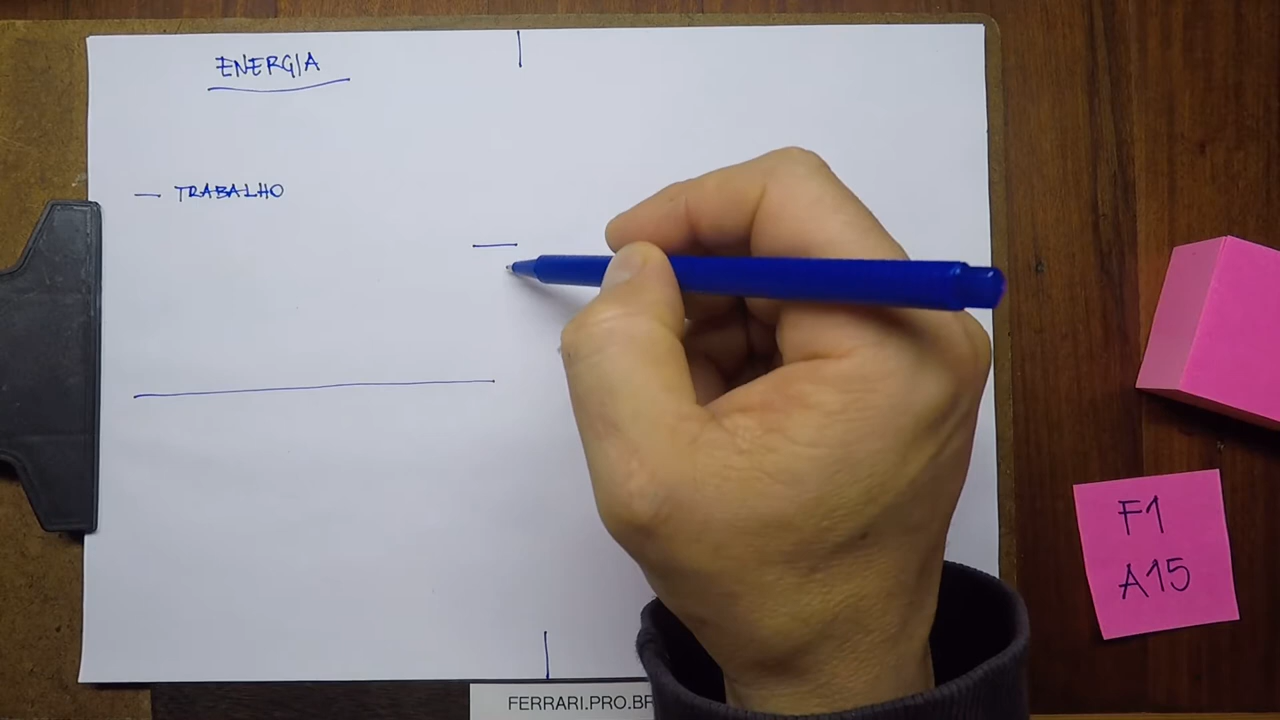 ENERGIA
— TRABALHO
F1
A15
FERRARI.PRO.BR